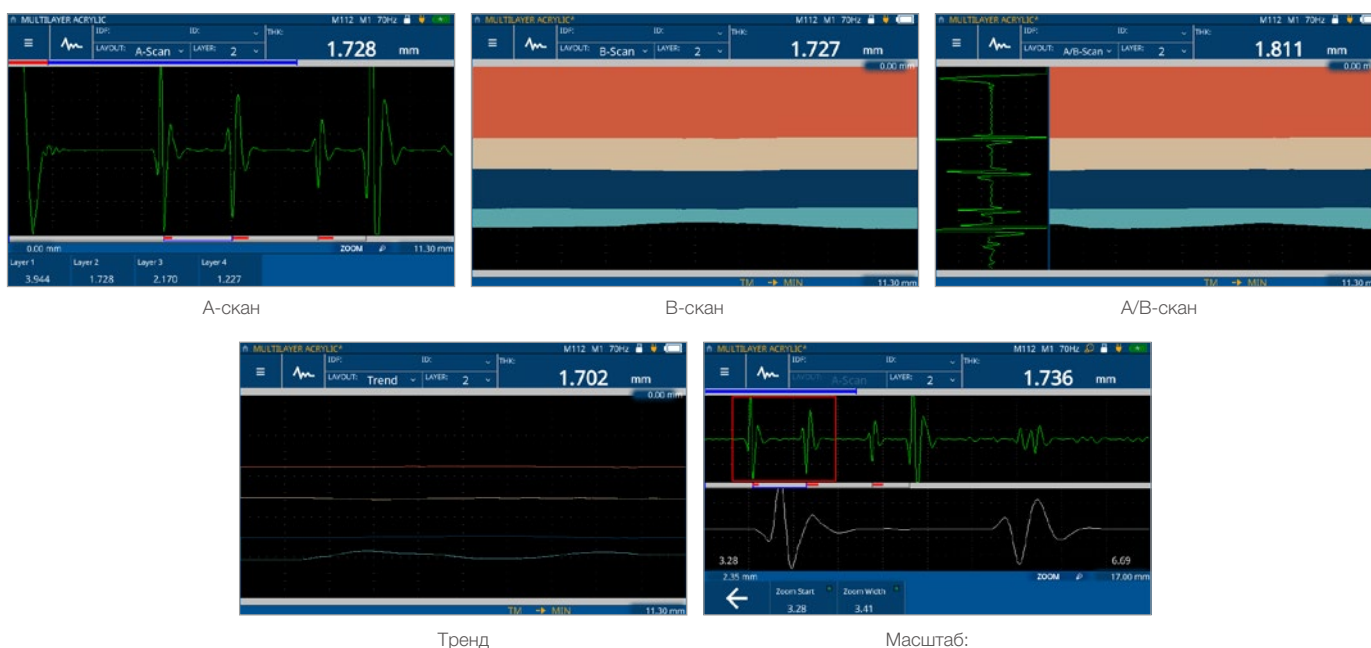 MULTILAYER ACRYLIC M112 M1 70Hz
IDF: ID: THK:
LAYOUT: A-Scan LAYER: 2 1.728 mm
0.00 mm ZOOM 11.30 mm
Layer 1 Layer 2 Layer 3 Layer 4
3.944 1.728 2.170 1.227
А-скан
MULTILAYER ACRYLIC* M112 M1 70Hz
IDF: ID: THK:
LAYOUT: B-Scan LAYER: 2 1.727 mm
0.00 mm
TM MIN 11.30 mm
В-скан
MULTILAYER ACRYLIC* M112 M1 70Hz
IDF: ID: THK:
LAYOUT: A/B-Scan LAYER: 2 1.811 mm
0.00 m
TM MIN 11.30 m
А/В-скан
MULTILAYER ACRYLIC* M112 M1 70Hz
IDF: ID: THK:
LAYOUT: Trend LAYER: 2 1.702 mm
0.00 mm
TM MIN 11.30 mm
Тренд
MULTILAYER ACRYLIC* M112 M1 70Hz
IDF: ID: THK:
LAYOUT: A-Scan LAYER: 2 1.736 mm
3.28 6.69
2.35 mm ZOOM 17.00 mm
Zoom Start Zoom Width
3.28 3.41
Масштаб: